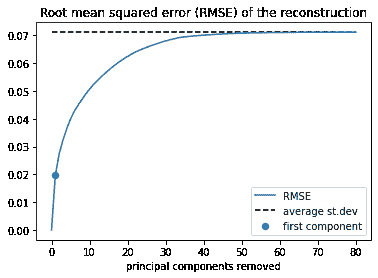 Root mean squared error (RMSE) of the reconstruction
0.07
0.06
0.05
0.04
0.03
0.02
0.01
0.00
RMSE
average st.dev
first component
0 10 20 30 40 50 60 70 80
principal components removed